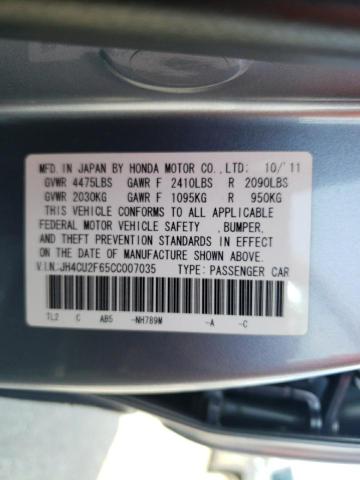 MFD. IN JAPAN BY HONDA MOTOR CO., LTD: 10/'11
GVWR 4475LBS GAWR F 2410LBS R 2090LBS
GVWR 2030KG GAWR F 1095KG R 950KG
THIS VEHICLE CONFORMS TO ALL APPLICABLE
FEDERAL MOTOR VEHICLE SAFETY ,BUMPER,
AND THEFT PREVENTION STANDARDS IN EFFECT
ON THE DATE OF MANUFACTURE SHOWN ABOVE.
V.I.N: JH4CU2F65CC007035 TYPE: PASSENGER CAR
TL2 C AB5 -NH789M -A -C